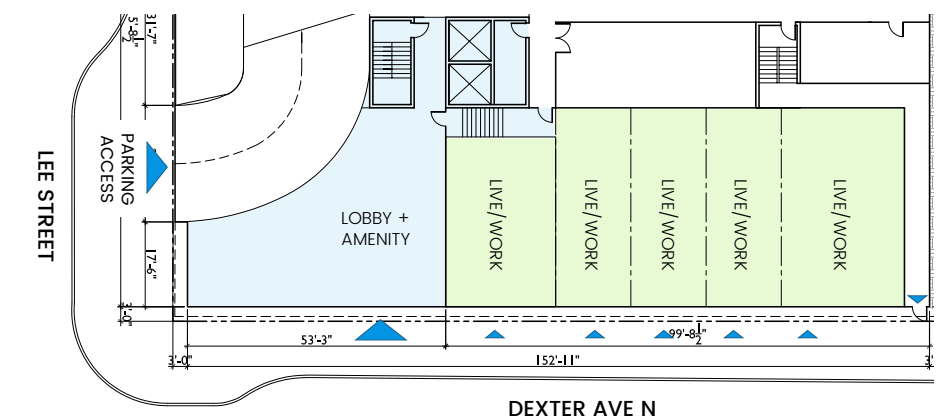 31'-7"
5'-8½"
PARKING
ACCESS
LEE STREET
17'-6"
3'-0"
LOBBY +
AMENITY
LIVE/WORK
LIVE/WORK
LIVE/WORK
LIVE/WORK
LIVE/WORK
53'-3"
99'-8½"
3'-0"
152'-11"
DEXTER AVE N